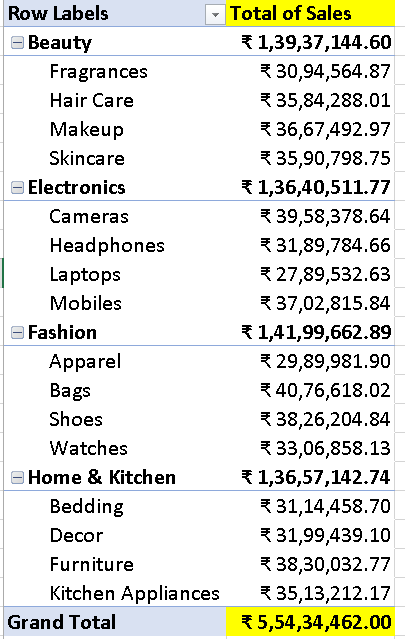 Row Labels Total of Sales
Beauty ₹ 1,39,37,144.60
Fragrances ₹ 30,94,564.87
Hair Care ₹ 35,84,288.01
Makeup ₹ 36,67,492.97
Skincare ₹ 35,90,798.75
Electronics ₹ 1,36,40,511.77
Cameras ₹ 39,58,378.64
Headphones ₹ 31,89,784.66
Laptops ₹ 27,89,532.63
Mobiles ₹ 37,02,815.84
Fashion ₹ 1,41,99,662.89
Apparel ₹ 29,89,981.90
Bags ₹ 40,76,618.02
Shoes ₹ 38,26,204.84
Watches ₹ 33,06,858.13
Home & Kitchen ₹ 1,36,57,142.74
Bedding ₹ 31,14,458.70
Decor ₹ 31,99,439.10
Furniture ₹ 38,30,032.77
Kitchen Appliances ₹ 35,13,212.17
Grand Total ₹ 5,54,34,462.00